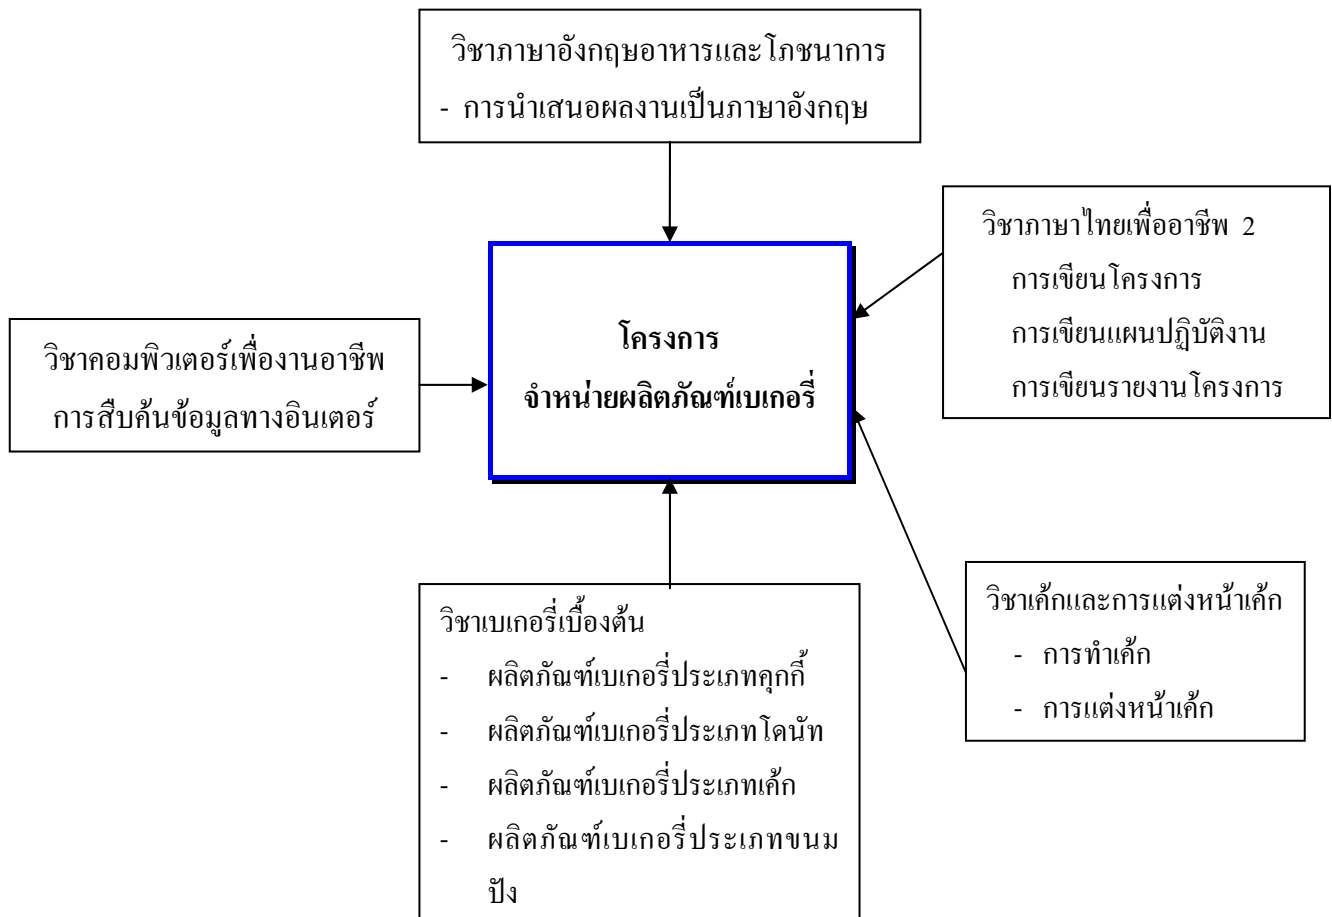 วิชาภาษาอังกฤษอาหารและโภชนาการ
- การนำเสนอผลงานเป็นภาษาอังกฤษ
วิชาภาษาไทยเพื่ออาชีพ 2
การเขียนโครงการ
การเขียนแผนปฏิบัติงาน
การเขียนรายงานโครงการ
วิชาคอมพิวเตอร์เพื่องานอาชีพ
การสืบค้นข้อมูลทางอินเตอร์
โครงการ
จำหน่ายผลิตภัณฑ์เบเกอรี่
วิชาเบเกอรี่เบื้องต้น
- ผลิตภัณฑ์เบเกอรี่ประเภทคุกกี้
- ผลิตภัณฑ์เบเกอรี่ประเภทโดนัท
- ผลิตภัณฑ์เบเกอรี่ประเภทเค้ก
- ผลิตภัณฑ์เบเกอรี่ประเภทขนม
ปัง
วิชาเค้กและการแต่งหน้าเค้ก
- การทำเค้ก
- การแต่งหน้าเค้ก